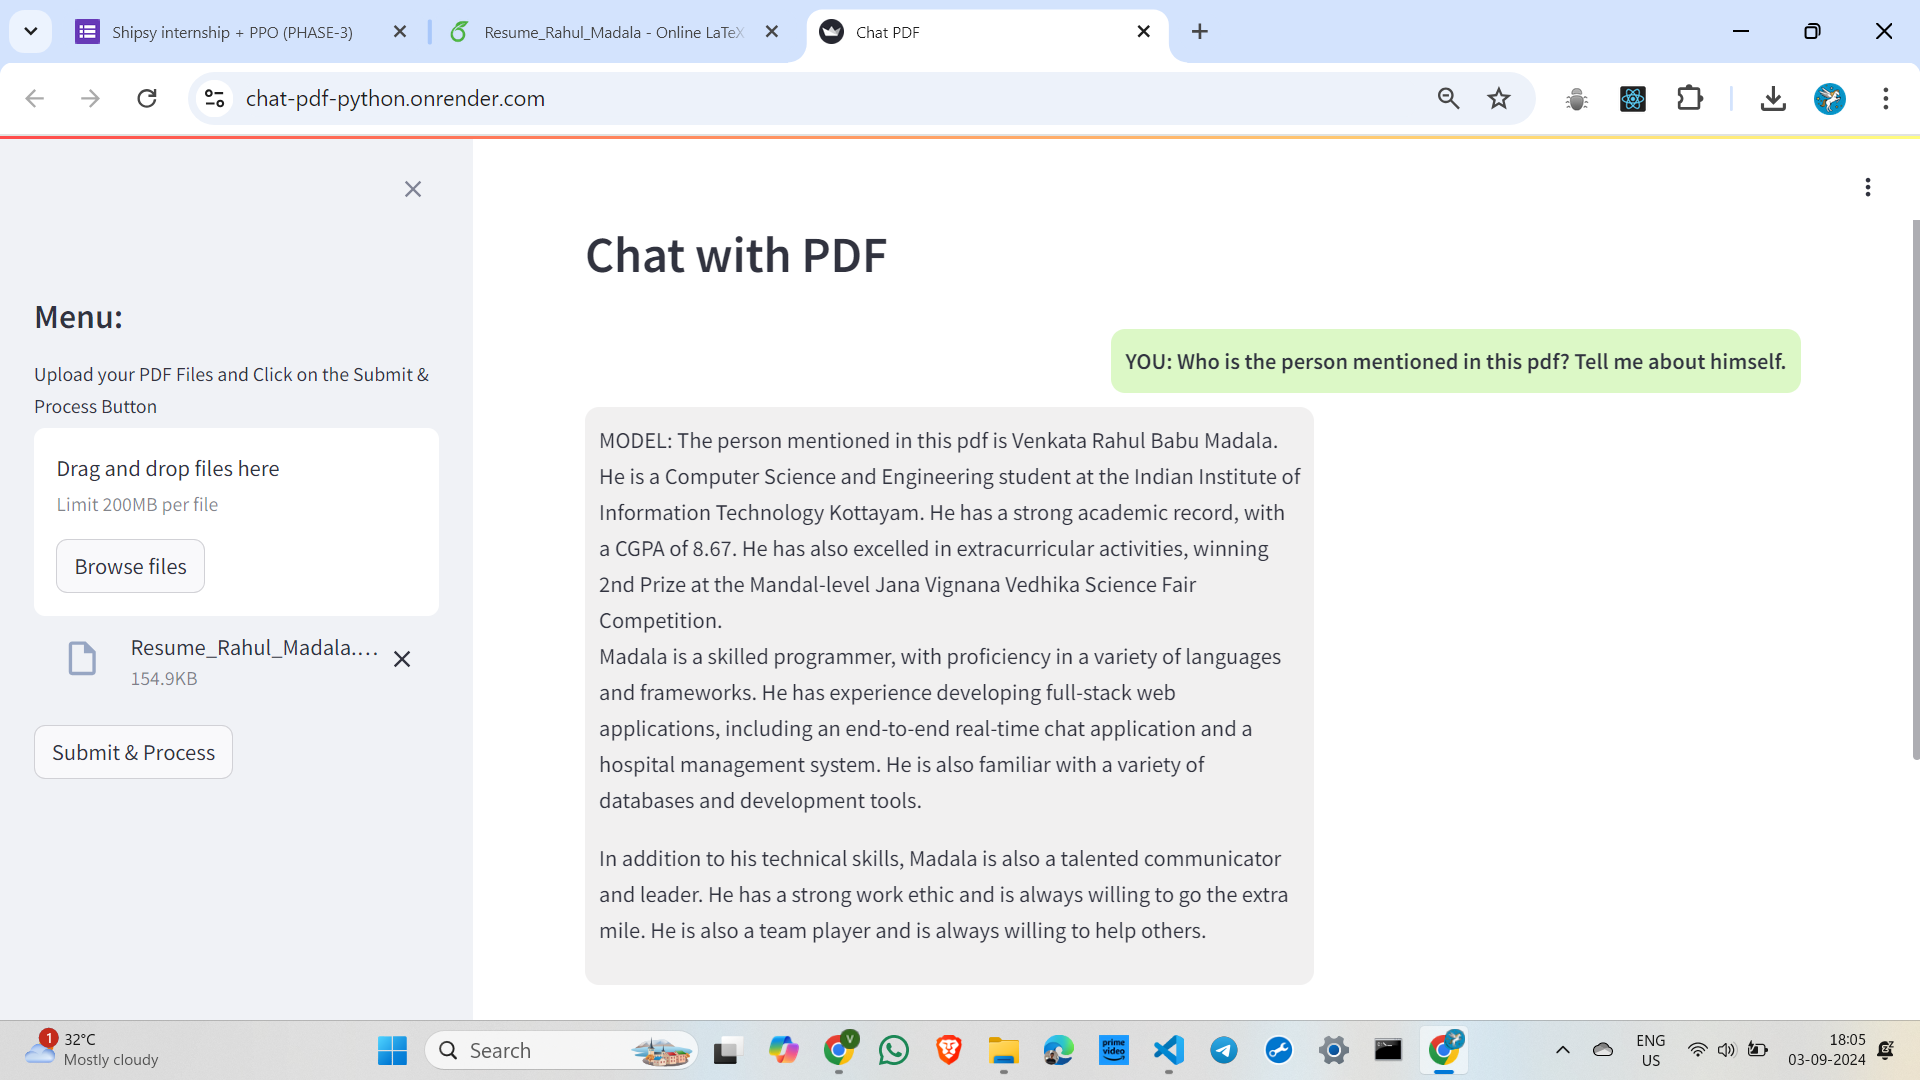 Shipsy internship + PPO (PHASE-3)
Resume_Rahul_Madala - Online LaTeX
Chat PDF
chat-pdf-python.onrender.com
Menu:
Upload your PDF Files and Click on the Submit &
Process Button
Drag and drop files here
Limit 200MB per file
Browse files
Resume_Rahul_Madala....
154.9KB
Submit & Process
Chat with PDF
YOU: Who is the person mentioned in this pdf? Tell me about himself.
MODEL: The person mentioned in this pdf is Venkata Rahul Babu Madala.
He is a Computer Science and Engineering student at the Indian Institute of
Information Technology Kottayam. He has a strong academic record, with
a CGPA of 8.67. He has also excelled in extracurricular activities, winning
2nd Prize at the Mandal-level Jana Vignana Vedhika Science Fair
Competition.
Madala is a skilled programmer, with proficiency in a variety of languages
and frameworks. He has experience developing full-stack web
applications, including an end-to-end real-time chat application and a
hospital management system. He is also familiar with a variety of
databases and development tools.
In addition to his technical skills, Madala is also a talented communicator
and leader. He has a strong work ethic and is always willing to go the extra
mile. He is also a team player and is always willing to help others.
1
32°C
Mostly cloudy
Search
V
prime
video
ENG
US
18:05
03-09-2024